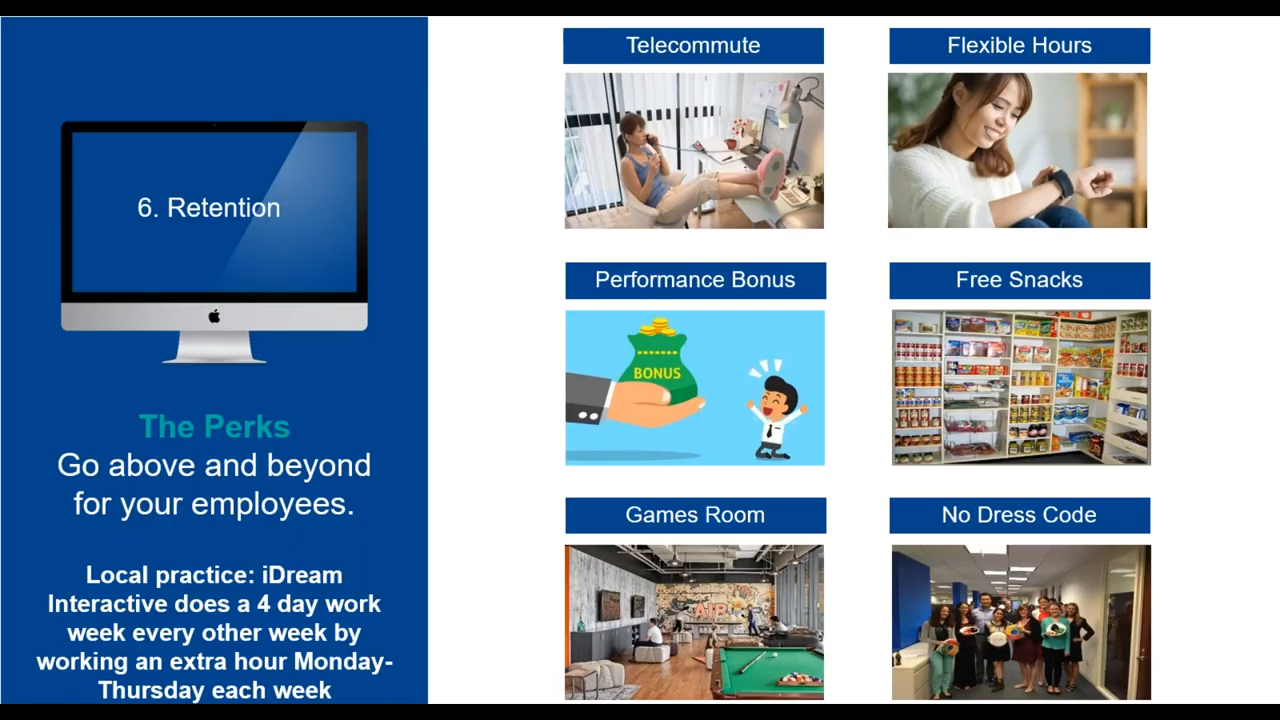 6. Retention
The Perks
Go above and beyond
for your employees.
Local practice: iDream
Interactive does a 4 day work
week every other week by
working an extra hour Monday-
Thursday each week
Telecommute
Flexible Hours
Performance Bonus
Free Snacks
BONUS
Games Room
No Dress Code
AIR